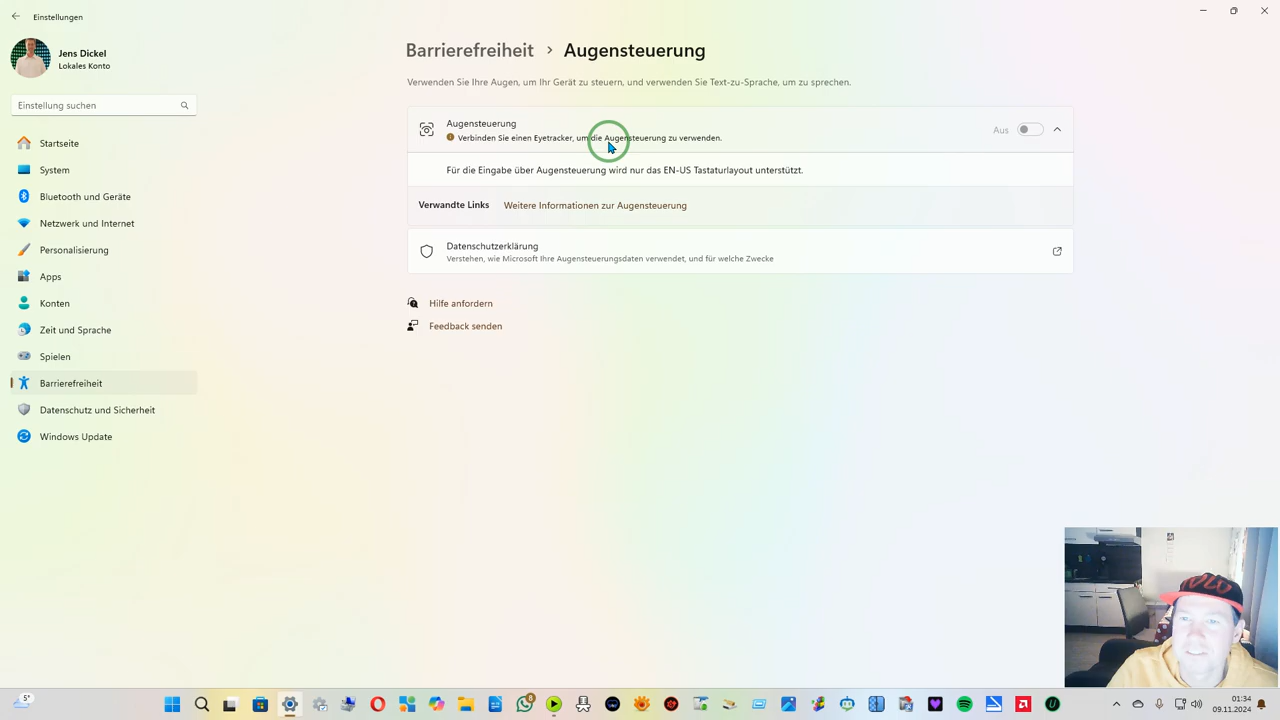 Einstellungen
Jens Dickel
Lokales Konto
Einstellung suchen
Startseite
System
Bluetooth und Geräte
Netzwerk und Internet
Personalisierung
Apps
Konten
Zeit und Sprache
Spielen
Barrierefreiheit
Datenschutz und Sicherheit
Windows Update
Barrierefreiheit > Augensteuerung
Verwenden Sie Ihre Augen, um Ihr Gerät zu steuern, und verwenden Sie Text-zu-Sprache, um zu sprechen.
Augensteuerung
Verbinden Sie einen Eyetracker, um die Augensteuerung zu verwenden.
Aus
Für die Eingabe über Augensteuerung wird nur das EN-US Tastaturlayout unterstützt.
Verwandte Links Weitere Informationen zur Augensteuerung
Datenschutzerklärung
Verstehen, wie Microsoft Ihre Augensteuerungsdaten verwendet, und für welche Zwecke
Hilfe anfordern
Feedback senden
5°
8
01:34
09.11.2024